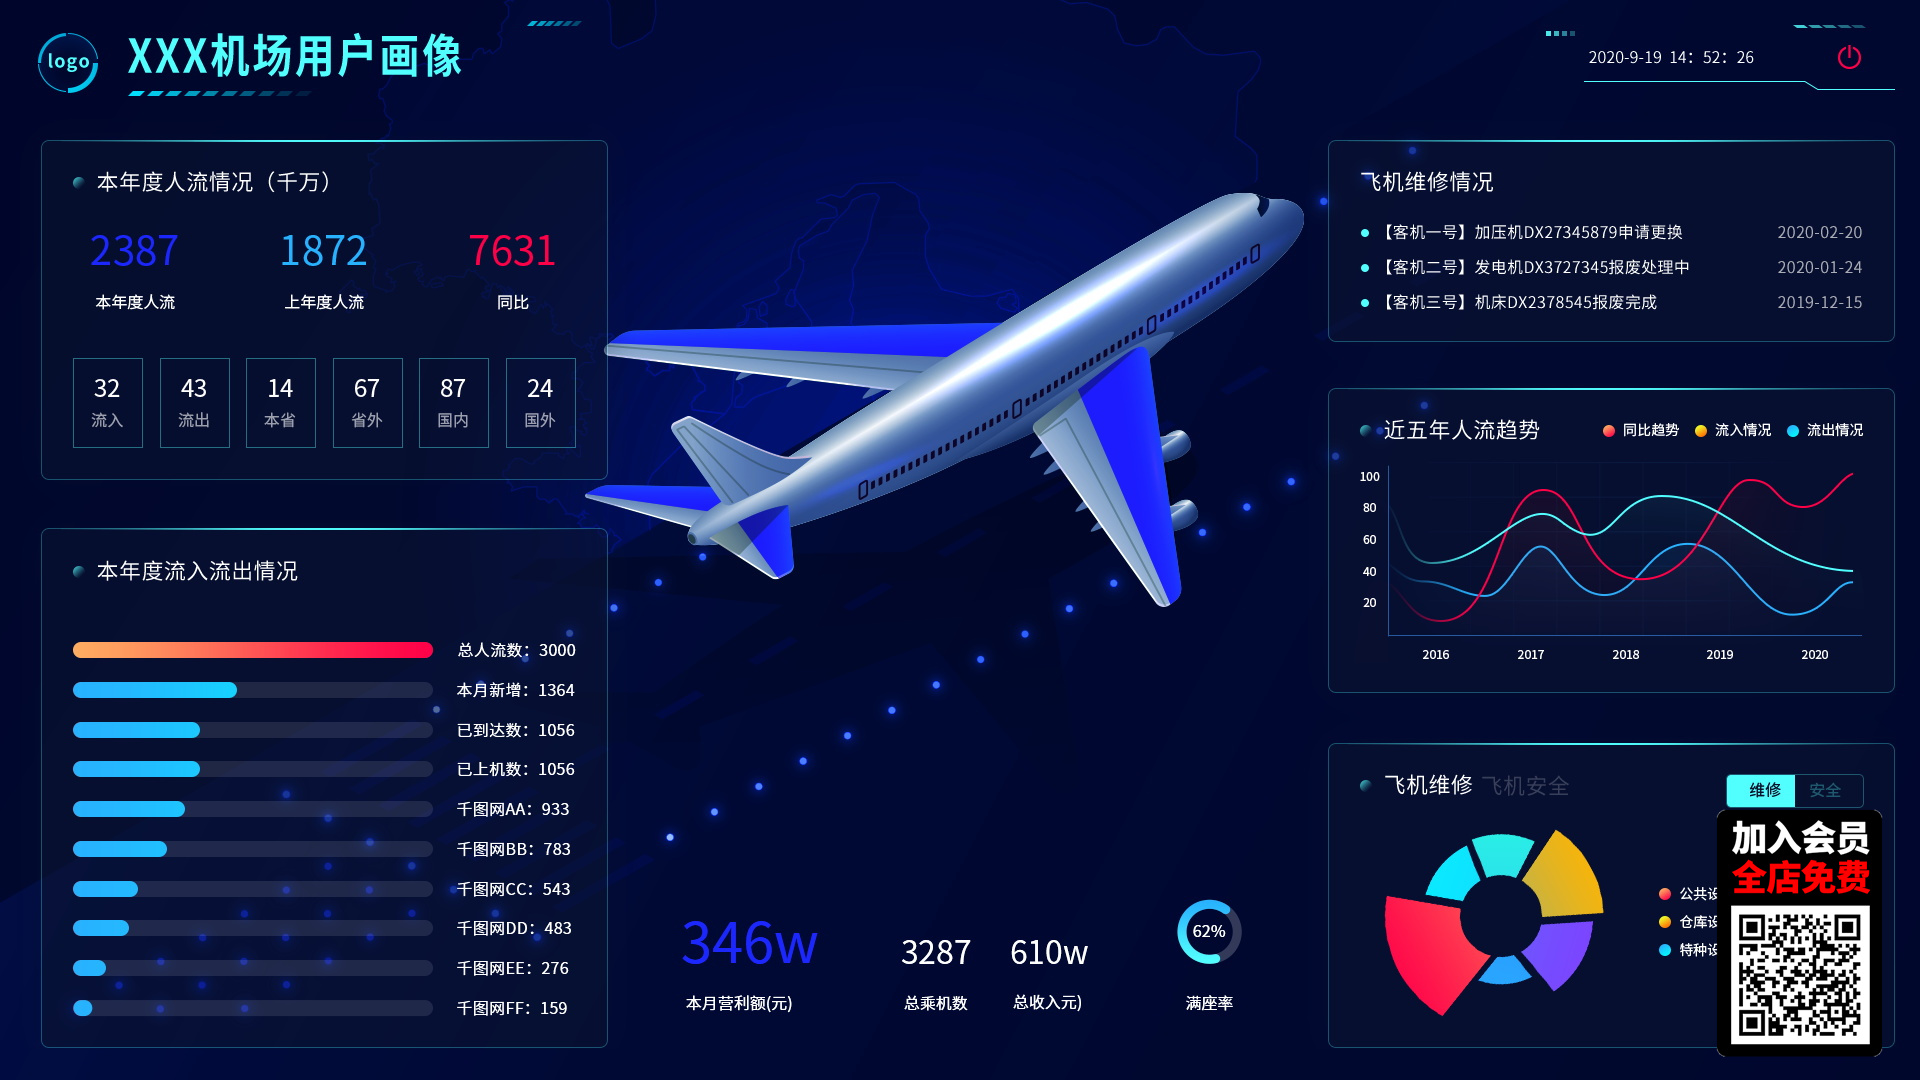 logo
XXX机场用户画像
2020-9-19 14：52：26
本年度人流情况（千万）
2387
1872
7631
本年度人流
上年度人流
同比
32
43
14
67
87
24
流入
流出
本省
省外
国内
国外
本年度流入流出情况
总人流数：3000
本月新增：1364
已到达数：1056
已上机数：1056
千图网AA：933
千图网BB：783
千图网CC：543
千图网DD：483
千图网EE：276
千图网FF：159
346w
本月营利额(元)
3287
总乘机数
610w
总收入元)
62%
满座率
飞机维修情况
【客机一号】加压机DX27345879申请更换
2020-02-20
【客机二号】发电机DX3727345报废处理中
2020-01-24
【客机三号】机床DX2378545报废完成
2019-12-15
近五年人流趋势
同比趋势
流入情况
流出情况
100
80
60
40
20
2016
2017
2018
2019
2020
飞机维修
飞机安全
维修
安全
公共设
仓库设
特种设
加入会员
全店免费